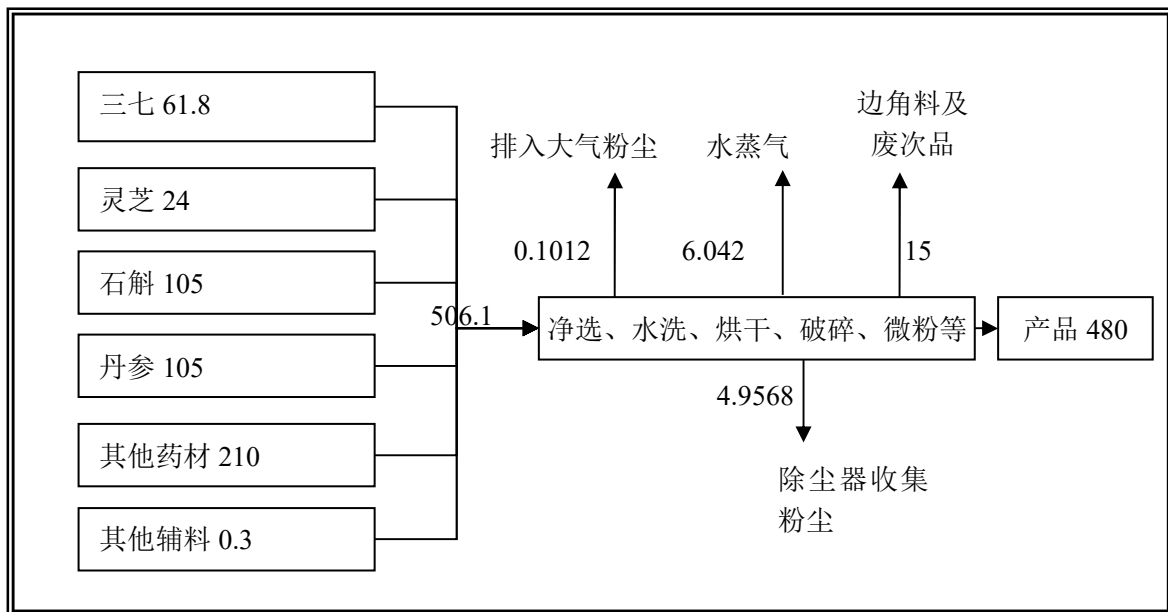 三七 61.8
灵芝 24
石斛 105
丹参 105
其他药材 210
其他辅料 0.3
506.1
排入大气粉尘
水蒸气
边角料及
废次品
0.1012
6.042
15
净选、水洗、烘干、破碎、微粉等
产品 480
4.9568
除尘器收集
粉尘